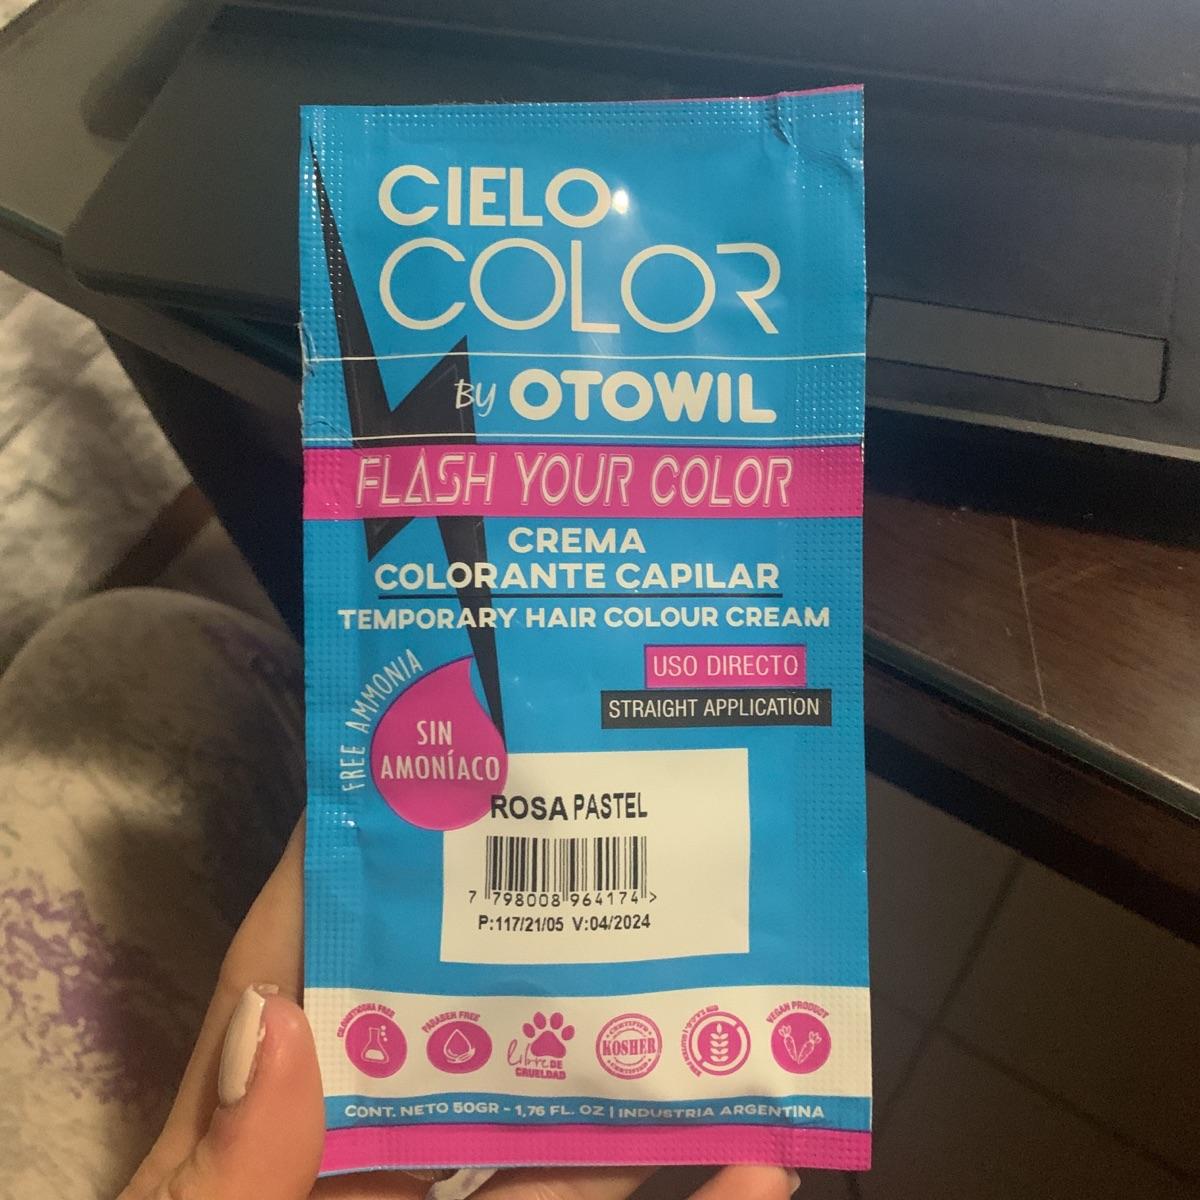 CIELO
COLOR
BY OTOWIL
FLASH YOUR COLOR
CREMA
COLORANTE CAPILAR
TEMPORARY HAIR COLOUR CREAM
USO DIRECTO
STRAIGHT APPLICATION
FREE AMMONIA
SIN
AMONÍACO
ROSA PASTEL
7 798008 964174 >
P:117/21/05 V:04/2024
PARABEN FREE
libre DE
CRUELDAD
CERTIFIED
KOSHER
VEGAN PRODUCT
CONT. NETO 50GR - 1,76 FL. OZ | INDUSTRIA ARGENTINA